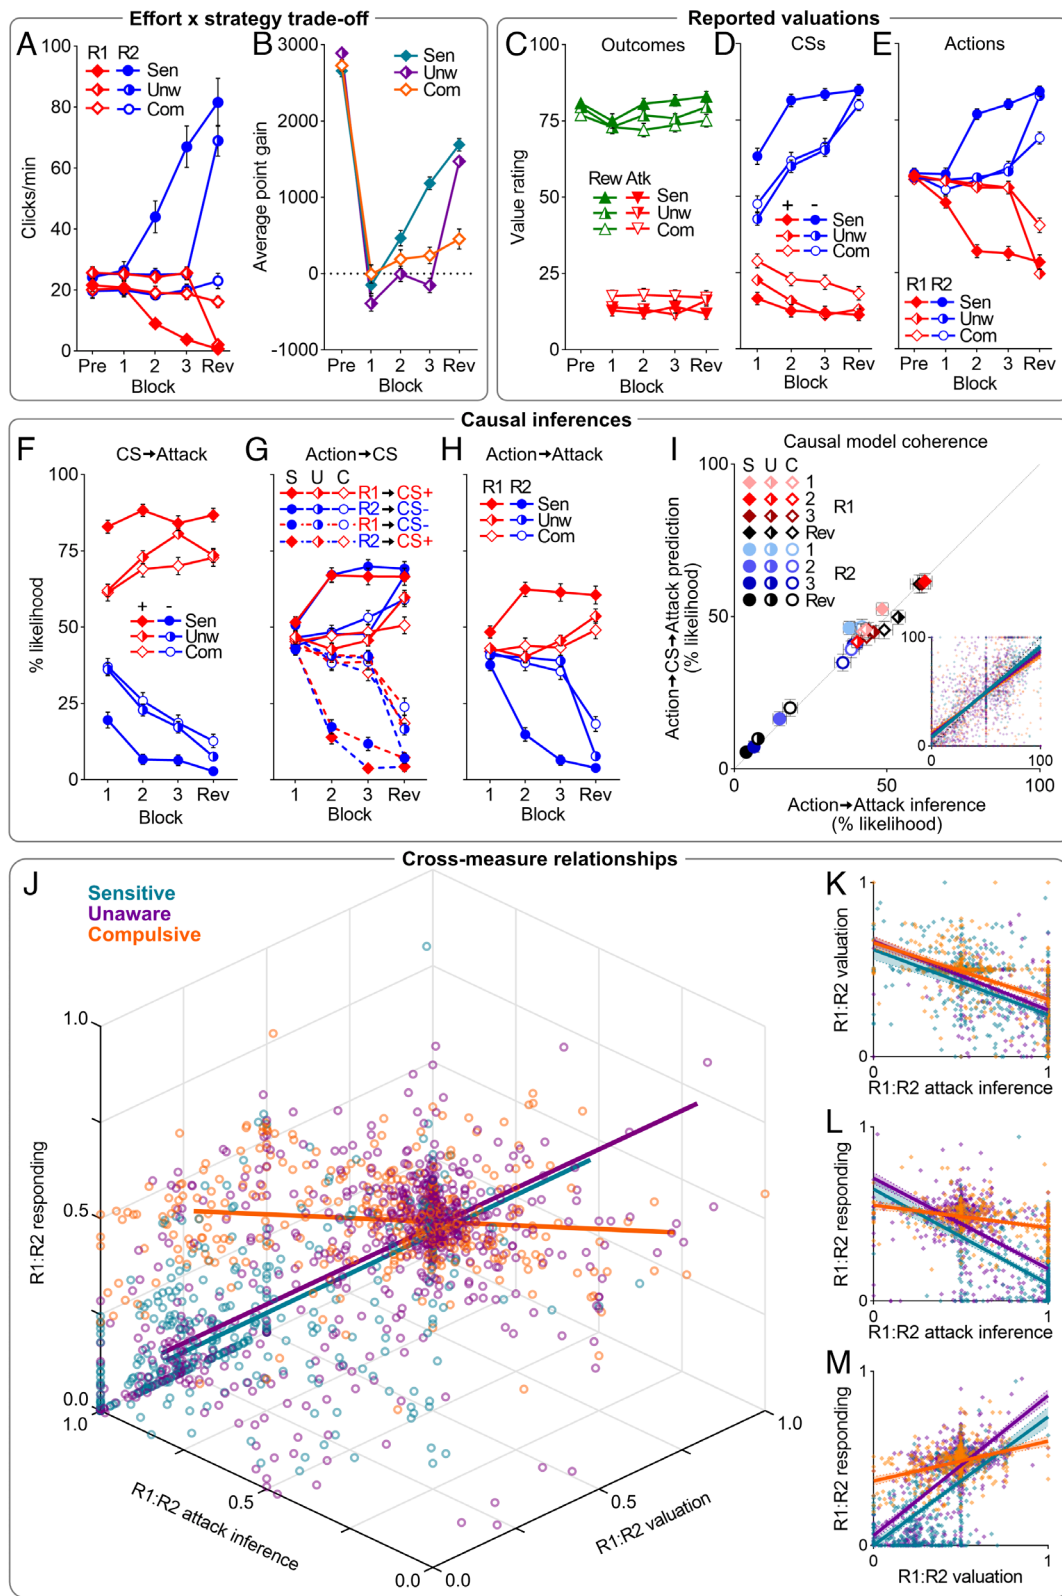 Effort x strategy trade-off
A
R1 R2
Sen
Unw
Com
Clicks/min
100
80
60
40
20
0
Pre 1 2 3 Rev
Block
B
Sen
Unw
Com
Average point gain
3000
2000
1000
0
-1000
Pre 1 2 3 Rev
Block
Reported valuations
C
Outcomes
Value rating
100
75
50
25
0
Rew Atk
Sen
Unw
Com
Pre 1 2 3 Rev
Block
D
CSs
+ -
Sen
Unw
Com
1 2 3 Rev
Block
E
Actions
R1 R2
Sen
Unw
Com
Pre 1 2 3 Rev
Block
Causal inferences
F
CS→Attack
% likelihood
100
75
50
25
0
+ -
Sen
Unw
Com
1 2 3 Rev
Block
G
Action→CS
S U C
R1→CS+
R2→CS-
R1→CS-
R2→CS+
1 2 3 Rev
Block
H
Action→Attack
R1 R2
Sen
Unw
Com
1 2 3 Rev
Block
I
Causal model coherence
Action→CS→Attack prediction
(% likelihood)
100
50
0
S U C
1
2
3
Rev
R1
1
2
3
Rev
R2
100
0
0 100
0 50 100
Action→Attack inference
(% likelihood)
Cross-measure relationships
J
Sensitive
Unaware
Compulsive
R1:R2 responding
1.0
0.5
0.0
1.0
0.5
0.0
R1:R2 attack inference
0.0
0.5
1.0
R1:R2 valuation
K
R1:R2 valuation
1
0
0 1
R1:R2 attack inference
L
R1:R2 responding
1
0
0 1
R1:R2 attack inference
M
R1:R2 responding
1
0
0 1
R1:R2 valuation